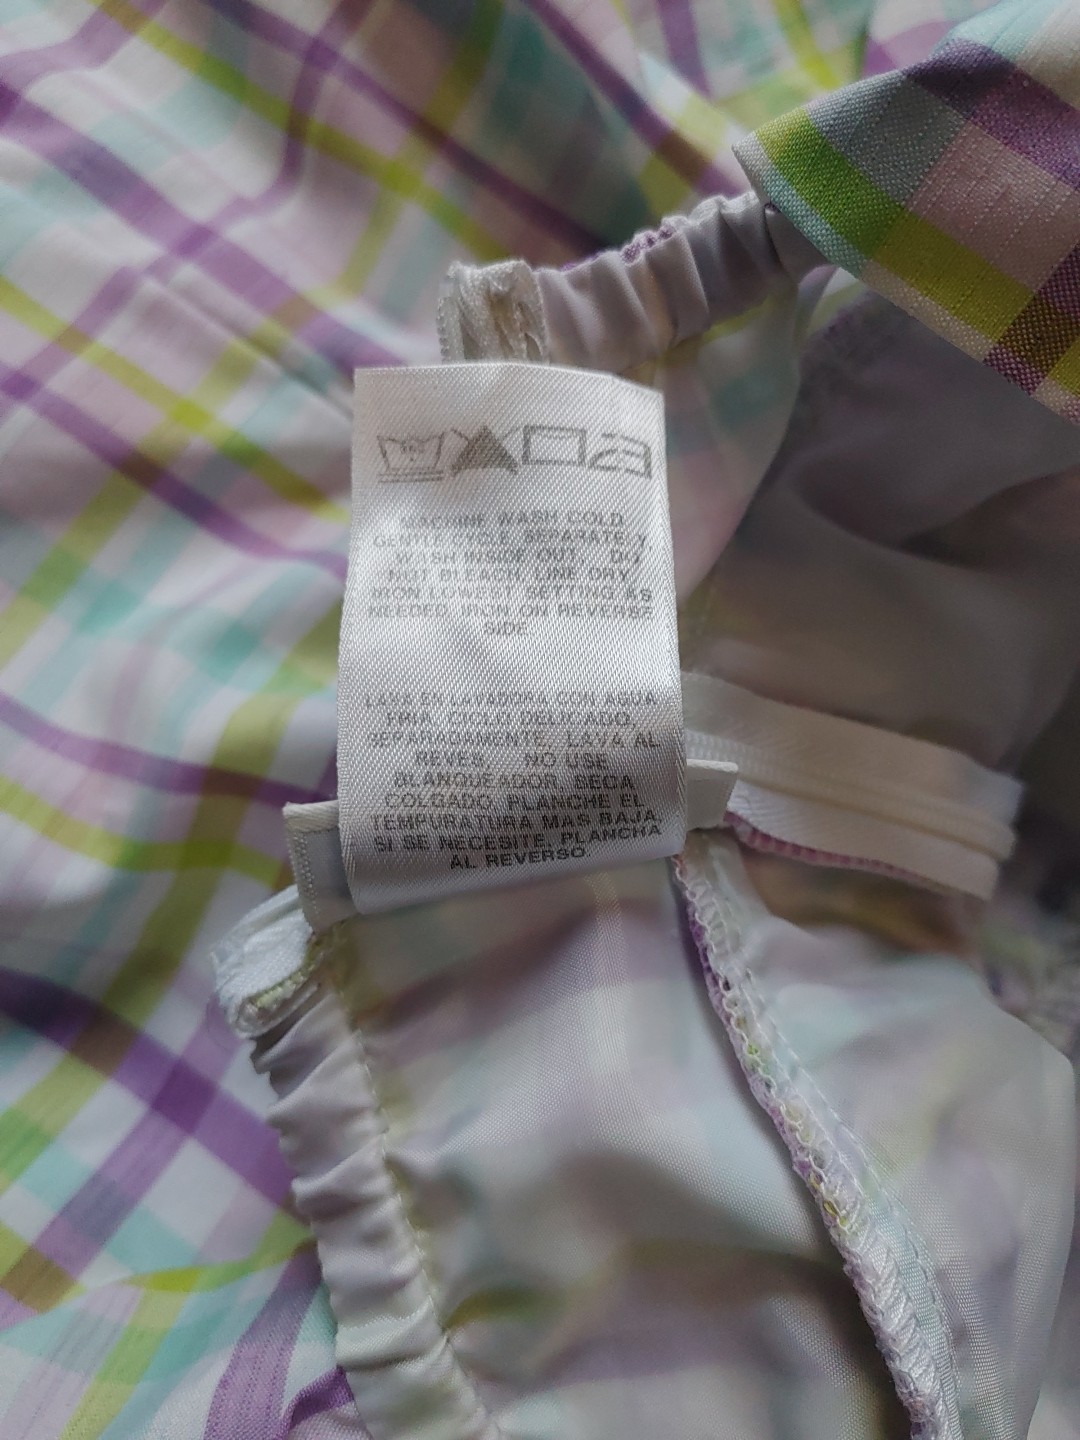 MACHINE WASH COLD
GENTLE CYCLE SEPARATELY.
WASH INSIDE OUT. DO
NOT BLEACH. LINE DRY.
IRON LOWEST SETTING AS
NEEDED. IRON ON REVERSE
SIDE.
LAVA EN LAVADORA CON AGUA
FRIA, CICLO DELICADO,
SEPARADAMENTE. LAVA AL
REVES. NO USE
BLANQUEADOR. SECA
COLGADO. PLANCHE EL
TEMPURATURA MAS BAJA.
SI SE NECESITE, PLANCHA
AL REVERSO.